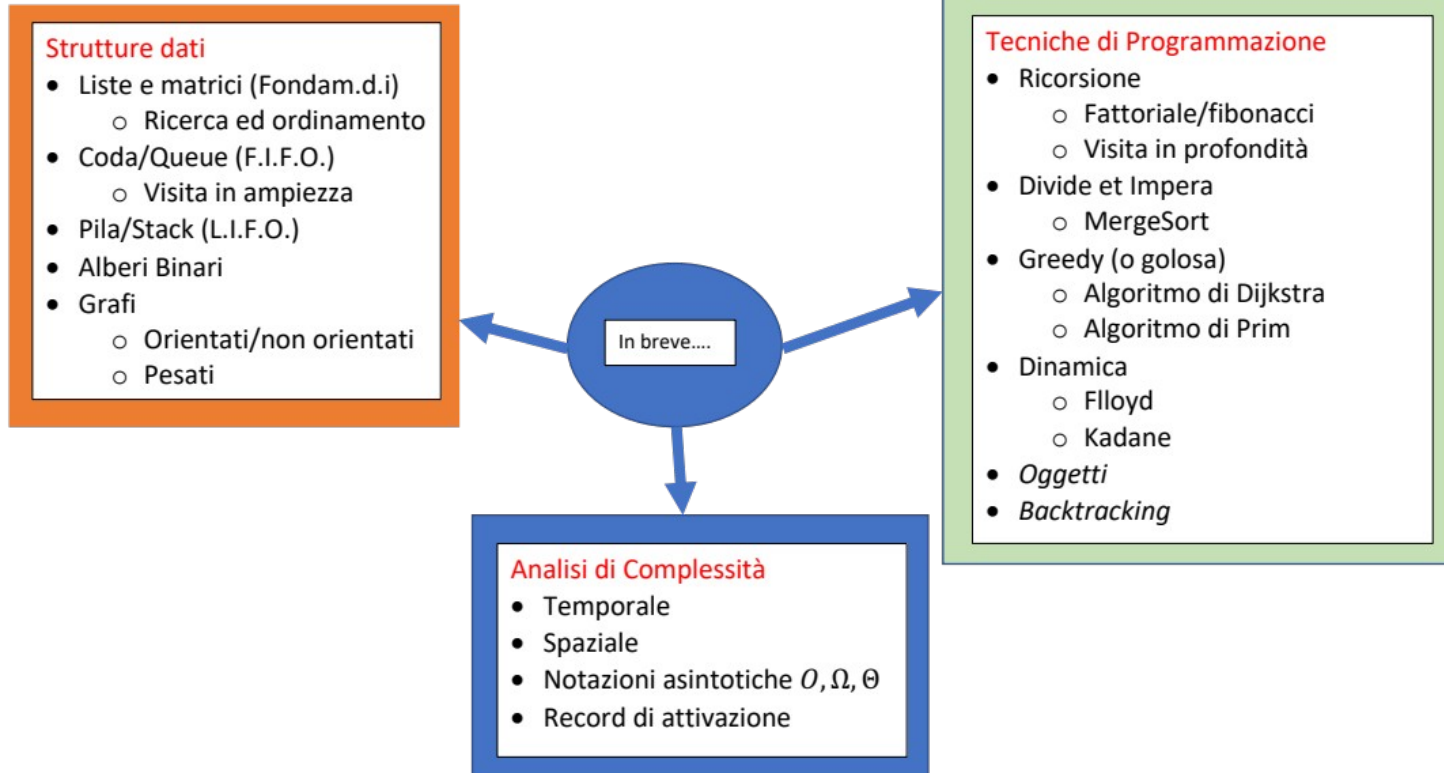 Strutture dati
• Liste e matrici (Fondam.d.i)
o Ricerca ed ordinamento
• Coda/Queue (F.I.F.O.)
o Visita in ampiezza
• Pila/Stack (L.I.F.O.)
• Alberi Binari
• Grafi
o Orientati/non orientati
o Pesati
In breve....
Tecniche di Programmazione
• Ricorsione
o Fattoriale/fibonacci
o Visita in profondità
• Divide et Impera
o MergeSort
• Greedy (o golosa)
o Algoritmo di Dijkstra
o Algoritmo di Prim
• Dinamica
o Flloyd
o Kadane
• Oggetti
• Backtracking
Analisi di Complessità
• Temporale
• Spaziale
• Notazioni asintotiche O, Ω, Θ
• Record di attivazione